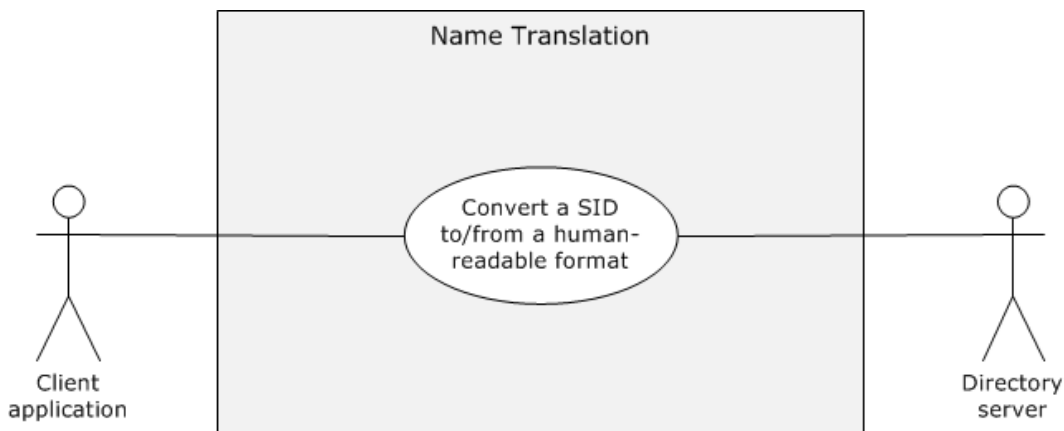 Name Translation
Convert a SID
to/from a human-
readable format
Client
application
Directory
server